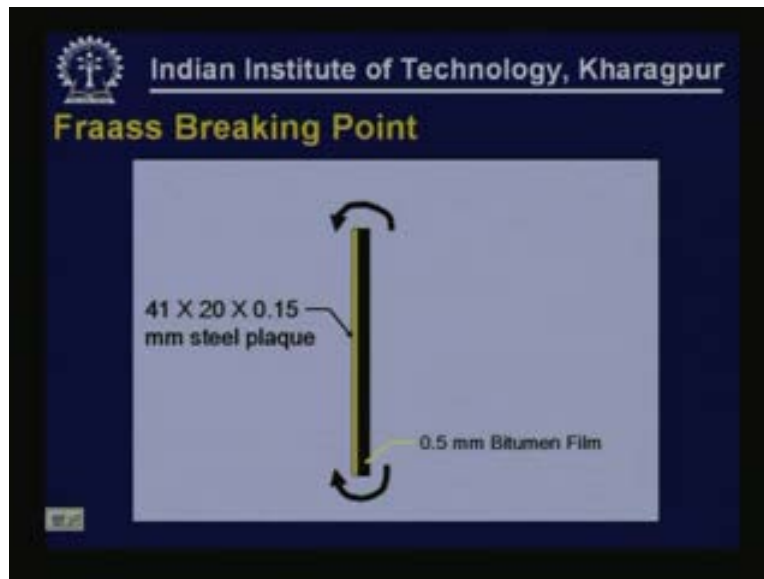 Indian Institute of Technology, Kharagpur
Fraass Breaking Point
41 X 20 X 0.15
mm steel plaque
0.5 mm Bitumen Film